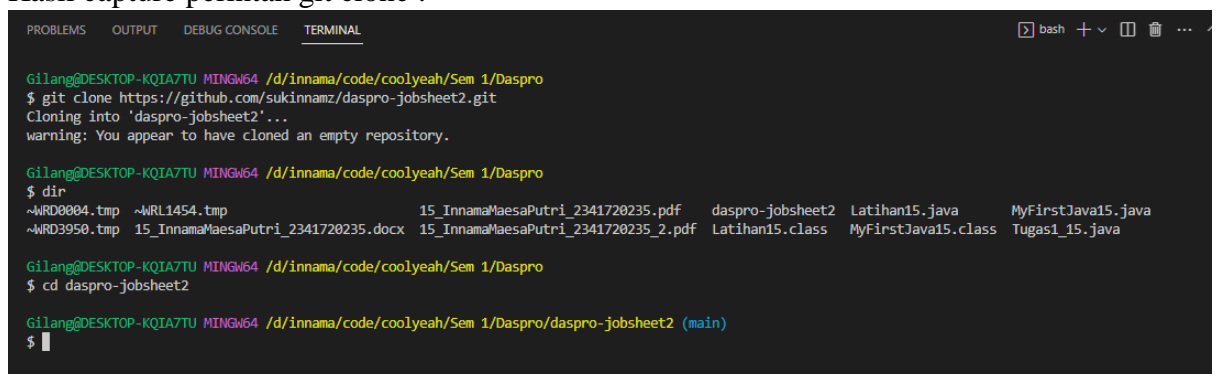 PROBLEMS OUTPUT DEBUG CONSOLE TERMINAL bash
Gilang@DESKTOP-KQIA7TU MINGW64 /d/innama/code/coolyeah/Sem 1/Daspro
$ git clone https://github.com/sukinnamz/daspro-jobsheet2.git
Cloning into 'daspro-jobsheet2'...
warning: You appear to have cloned an empty repository.
Gilang@DESKTOP-KQIA7TU MINGW64 /d/innama/code/coolyeah/Sem 1/Daspro
$ dir
~WRD0004.tmp ~WRL1454.tmp 15_InnamaMaesaPutri_2341720235.pdf daspro-jobsheet2 Latihan15.java MyFirstJava15.java
~WRD3950.tmp 15_InnamaMaesaPutri_2341720235.docx 15_InnamaMaesaPutri_2341720235_2.pdf Latihan15.class MyFirstJava15.class Tugas1_15.java
Gilang@DESKTOP-KQIA7TU MINGW64 /d/innama/code/coolyeah/Sem 1/Daspro
$ cd daspro-jobsheet2
Gilang@DESKTOP-KQIA7TU MINGW64 /d/innama/code/coolyeah/Sem 1/Daspro/daspro-jobsheet2 (main)
$